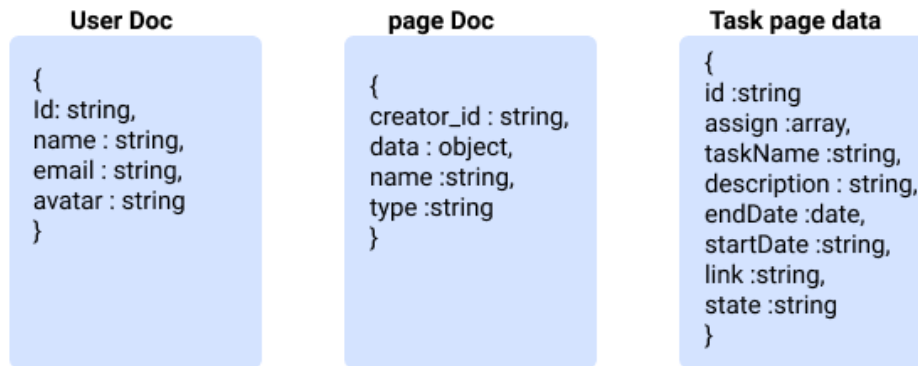 User Doc
{
Id: string,
name : string,
email : string,
avatar : string
}
page Doc
{
creator_id : string,
data : object,
name :string,
type :string
}
Task page data
{
id :string
assign :array,
taskName :string,
description : string,
endDate :date,
startDate :string,
link :string,
state :string
}